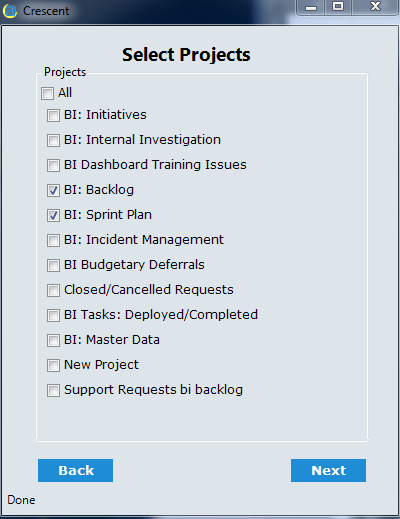 Crescent
Select Projects
Projects
All
BI: Initiatives
BI: Internal Investigation
BI Dashboard Training Issues
BI: Backlog
BI: Sprint Plan
BI: Incident Management
BI Budgetary Deferrals
Closed/Cancelled Requests
BI Tasks: Deployed/Completed
BI: Master Data
New Project
Support Requests bi backlog
Back Next
Done